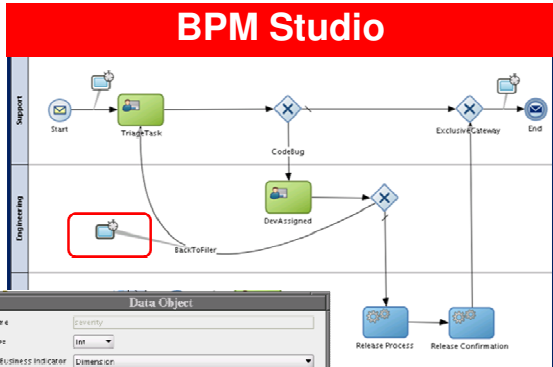 BPM Studio
Support
Start
TriageTask
CodeBug
ExclusiveGateway
End
Engineering
DevAssigned
BackToFiler
Release Process
Release Confirmation
Data Object
severity
Int
Business Indicator
Dimension